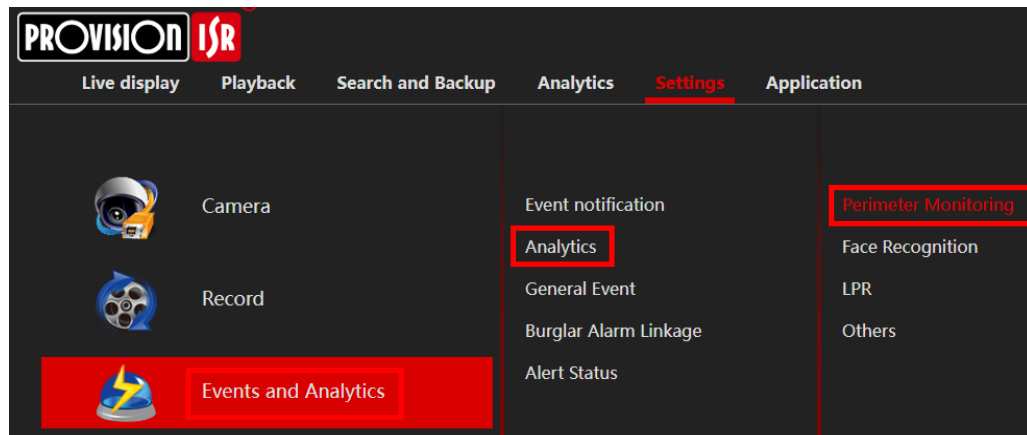 PROVISION ISR
Live display Playback Search and Backup Analytics Settings Application
Camera
Record
Events and Analytics
Event notification
Analytics
General Event
Burglar Alarm Linkage
Alert Status
Perimeter Monitoring
Face Recognition
LPR
Others